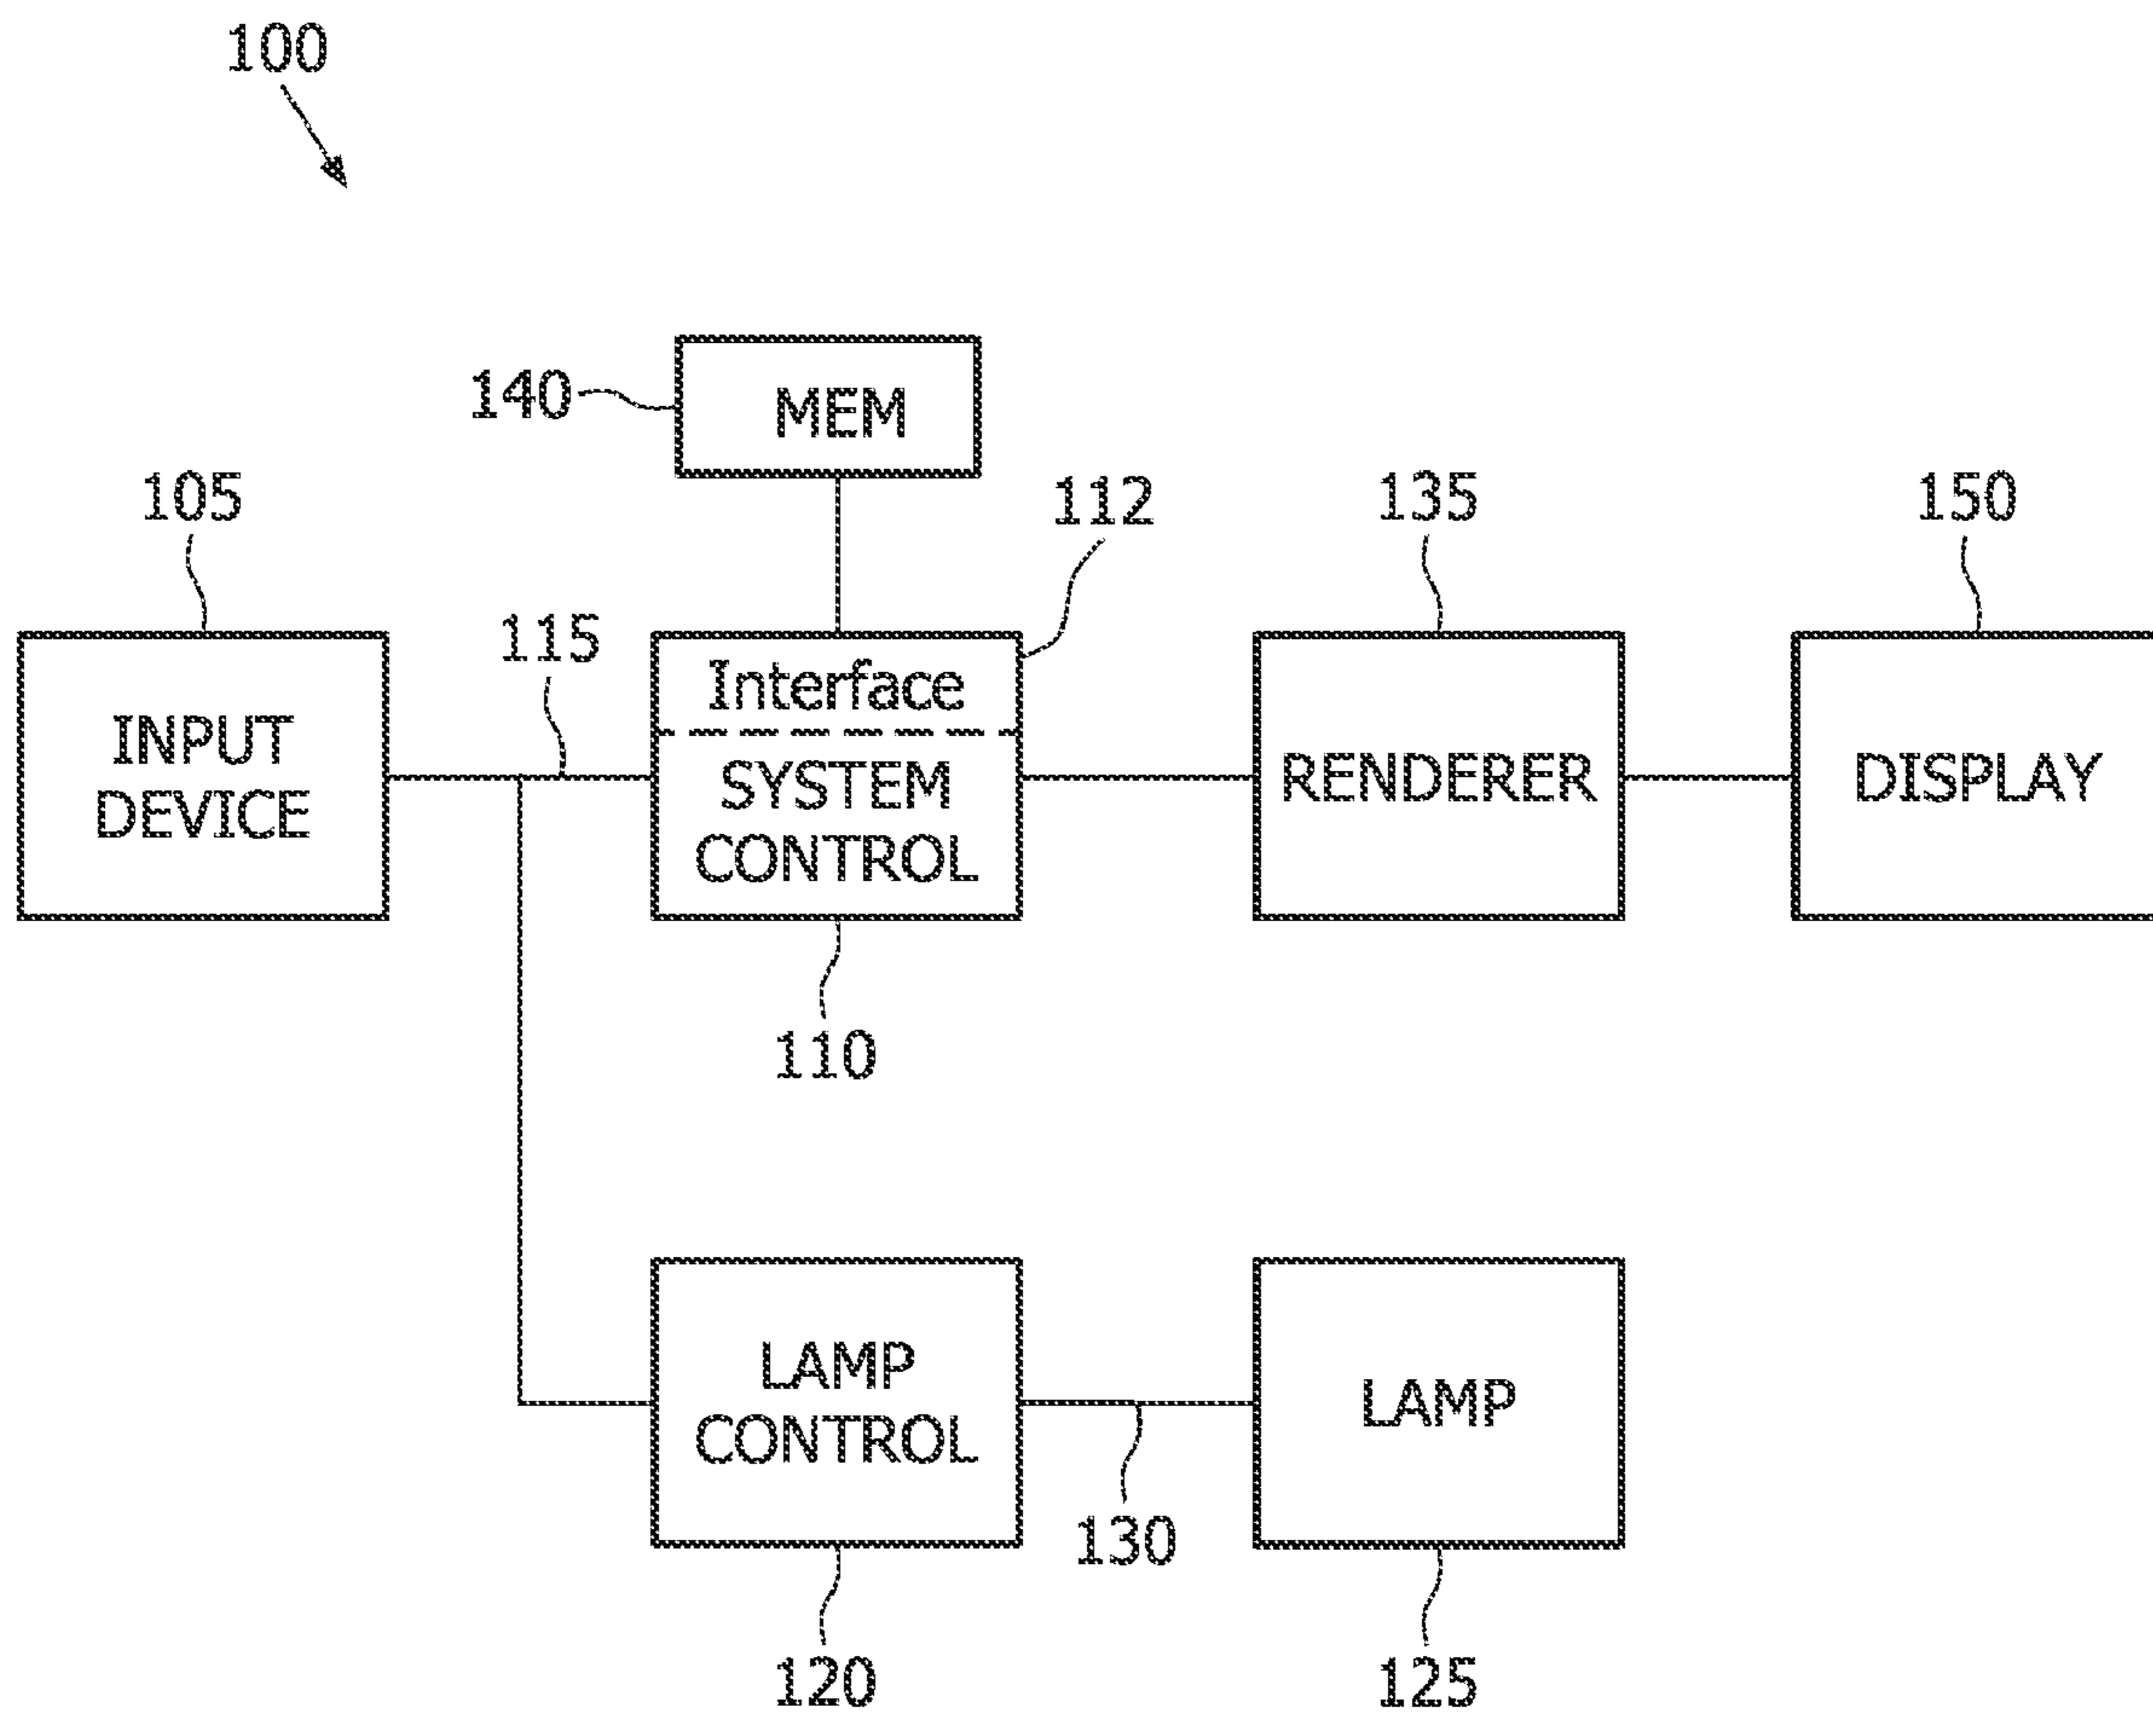 100
140
MEM
105
115
112
135
150
INPUT
DEVICE
Interface
SYSTEM
CONTROL
RENDERER
DISPLAY
110
LAMP
CONTROL
LAMP
130
120
125